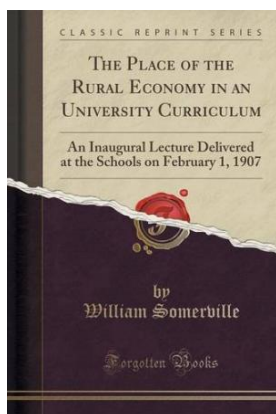 CLASSIC REPRINT SERIES
THE PLACE OF THE
RURAL ECONOMY IN AN
UNIVERSITY CURRICULUM
An Inaugural Lecture Delivered
at the Schools on February 1, 1907
by
William Somerville
Forgotten Books